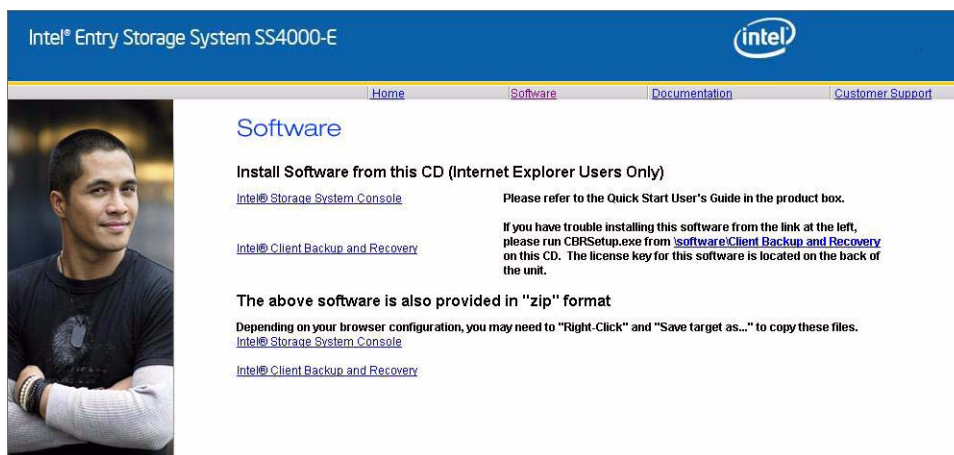 Intel® Entry Storage System SS4000-E
intel
Home
Software
Documentation
Customer Support
Software
Install Software from this CD (Internet Explorer Users Only)
Intel® Storage System Console
Please refer to the Quick Start User's Guide in the product box.
Intel® Client Backup and Recovery
If you have trouble installing this software from the link at the left,
please run CBRSetup.exe from \software\Client Backup and Recovery
on this CD. The license key for this software is located on the back of
the unit.
The above software is also provided in "zip" format
Depending on your browser configuration, you may need to "Right-Click" and "Save target as..." to copy these files.
Intel® Storage System Console
Intel® Client Backup and Recovery